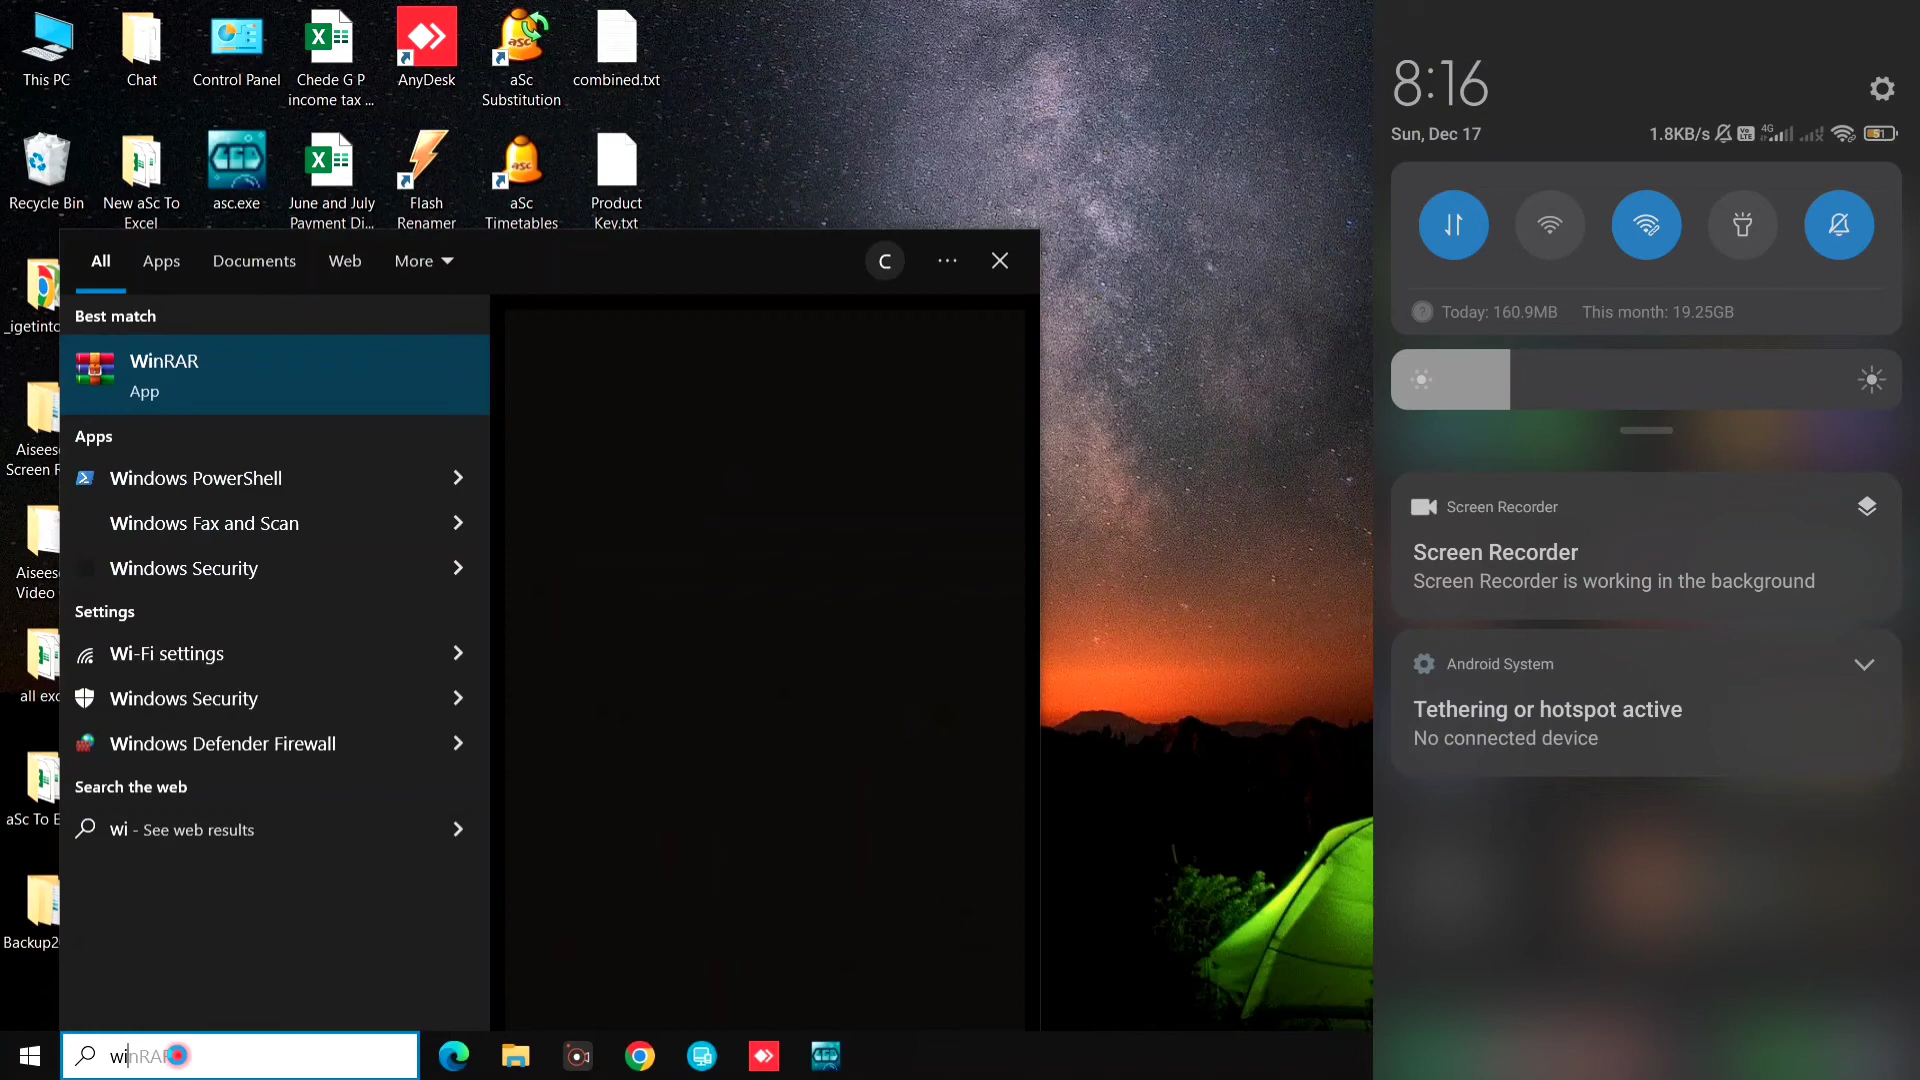 This PC
Chat
Control Panel
Chede G P
income tax ...
AnyDesk
aSc
Substitution
combined.txt
Recycle Bin
New aSc To
Excel
asc.exe
June and July
Payment Di...
Flash
Renamer
aSc
Timetables
Product
Key.txt
_igetinto
Aisees
Screen R
Aisees
Video
all exc
aSc To E
Backup2
All
Apps
Documents
Web
More
C
Best match
WinRAR
App
Apps
Windows PowerShell
Windows Fax and Scan
Windows Security
Settings
Wi-Fi settings
Windows Security
Windows Defender Firewall
Search the web
wi - See web results
winRAR
8:16
Sun, Dec 17
1.8KB/s
Vo
LTE
4G
51
Today: 160.9MB
This month: 19.25GB
Screen Recorder
Screen Recorder
Screen Recorder is working in the background
Android System
Tethering or hotspot active
No connected device